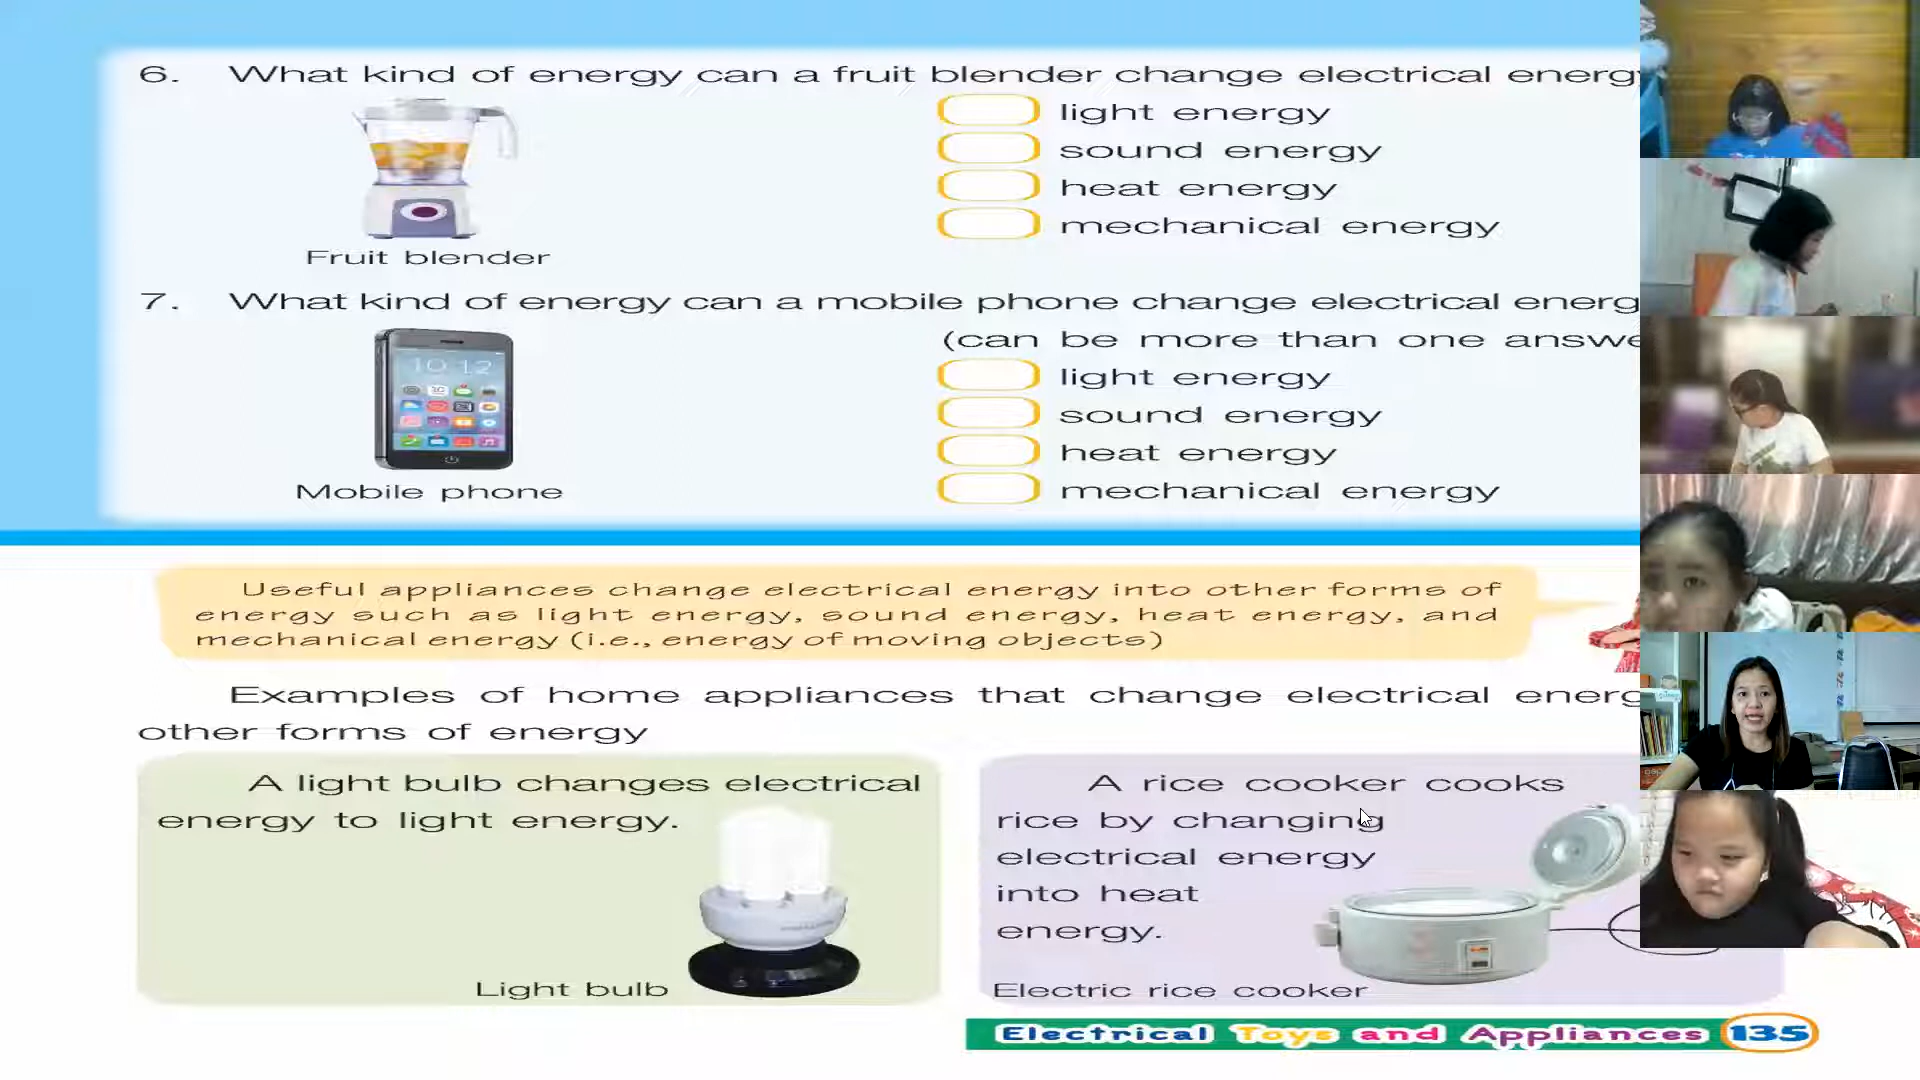 6. What kind of energy can a fruit blender change electrical energy
light energy
sound energy
heat energy
mechanical energy
Fruit blender
7. What kind of energy can a mobile phone change electrical energ
(can be more than one answe
light energy
sound energy
heat energy
mechanical energy
10:12
Mobile phone
Useful appliances change electrical energy into other forms of
energy such as light energy, sound energy, heat energy, and
mechanical energy (i.e., energy of moving objects)
Examples of home appliances that change electrical energ
other forms of energy
A light bulb changes electrical
energy to light energy.
Light bulb
A rice cooker cooks
rice by changing
electrical energy
into heat
energy.
Electric rice cooker
Electrical Toys and Appliances 135